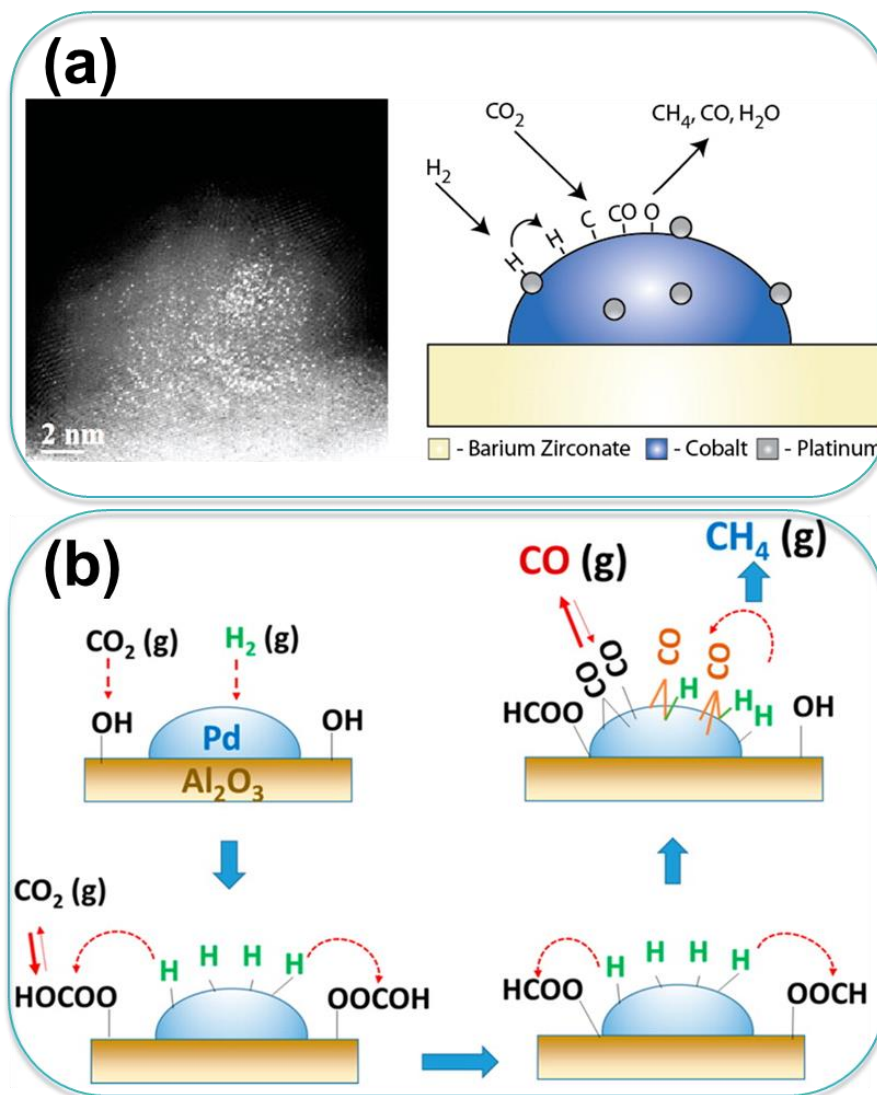 (a)
CO₂
CH₄, CO, H₂O
H₂
H H C CO O
2 nm
- Barium Zirconate - Cobalt - Platinum
(b)
CO₂ (g) H₂ (g)
OH OH
Pd
Al₂O₃
CO₂ (g)
HOCOO H H H H OOCOH
HCOO H H H H OOCH
CO (g) CH₄ (g)
CO CO CO CO
HCOO H H H OH